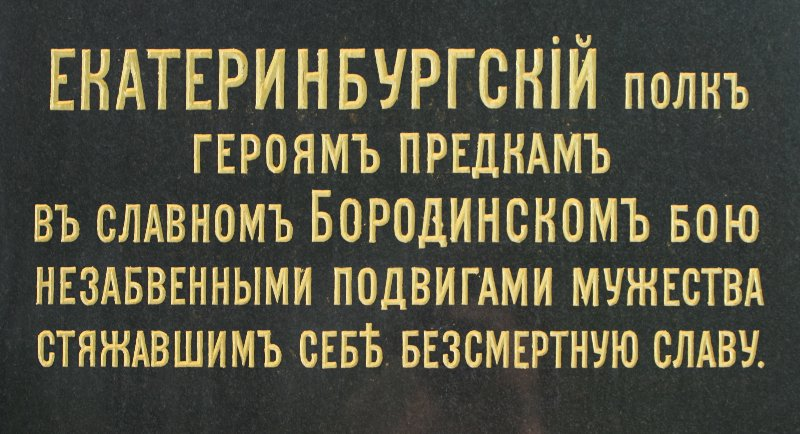 ЕКАТЕРИНБУРГСКІЙ ПОЛКЪ
ГЕРОЯМЪ ПРЕДКАМЪ
ВЪ СЛАВНОМЪ БОРОДИНСКОМЪ БОЮ
НЕЗАБВЕННЫМИ ПОДВИГАМИ МУЖЕСТВА
СТЯЖАВШИМЪ СЕБѢ БЕЗСМЕРТНУЮ СЛАВУ.